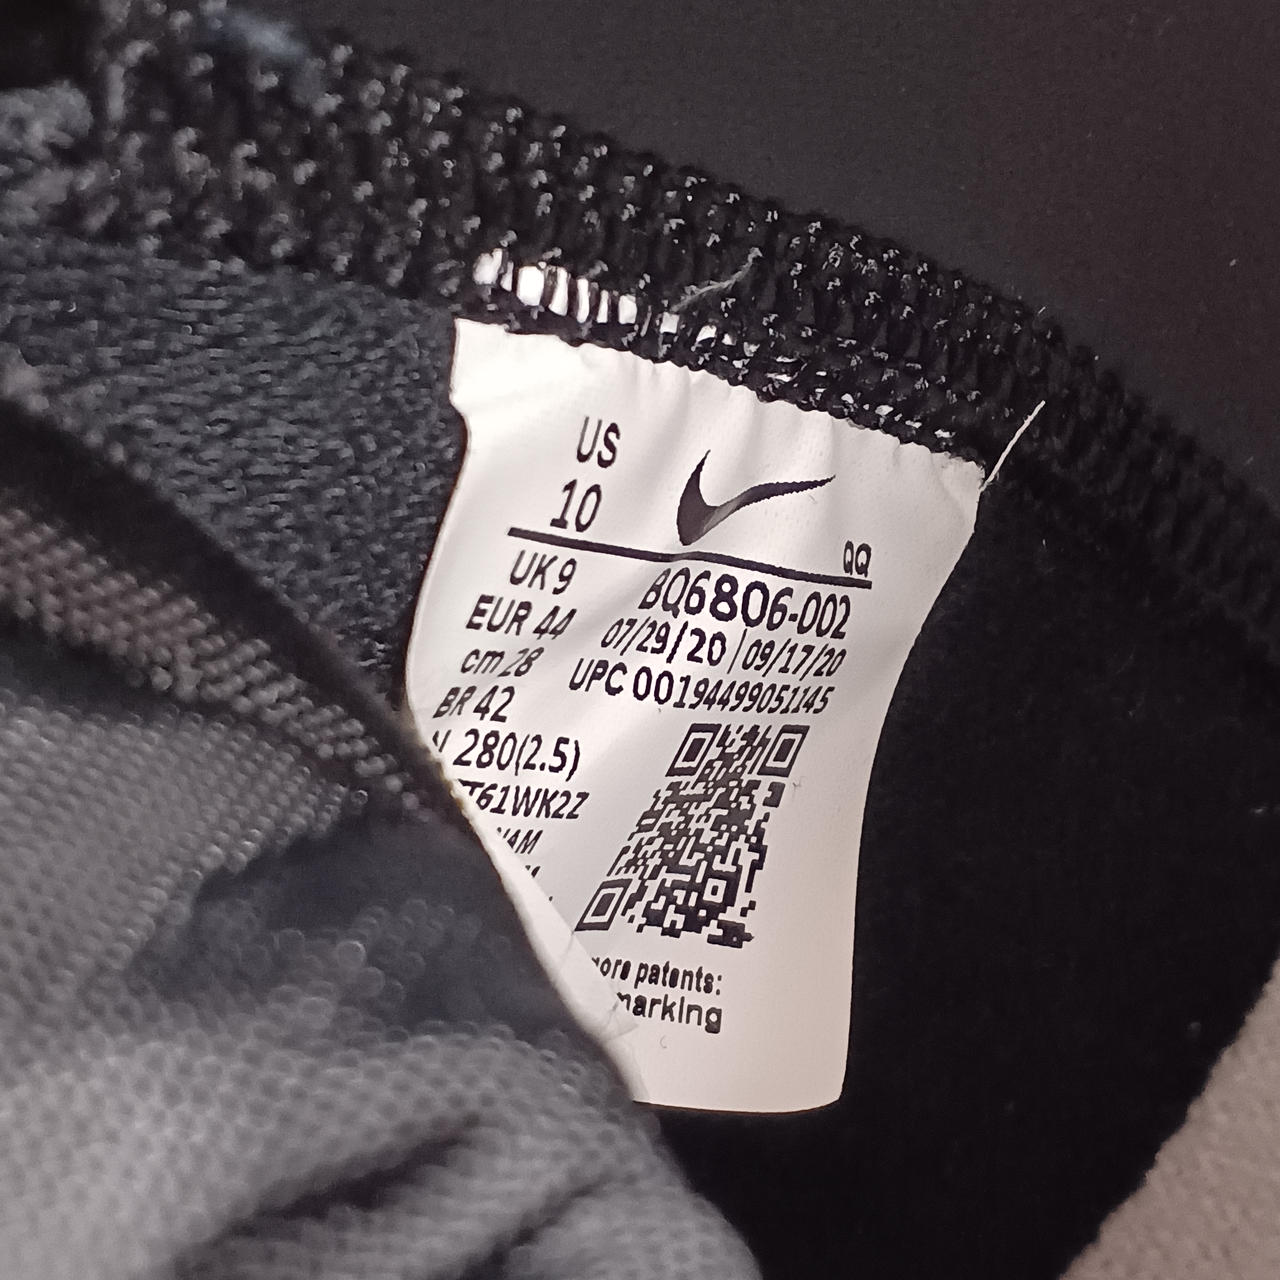 US
10
QQ
UK 9
BQ6806-002
EUR 44
07/29/20 | 09/17/20
cm 28
UPC 00194499051145
BR 42
280(2.5)
T61WK2Z
patents: